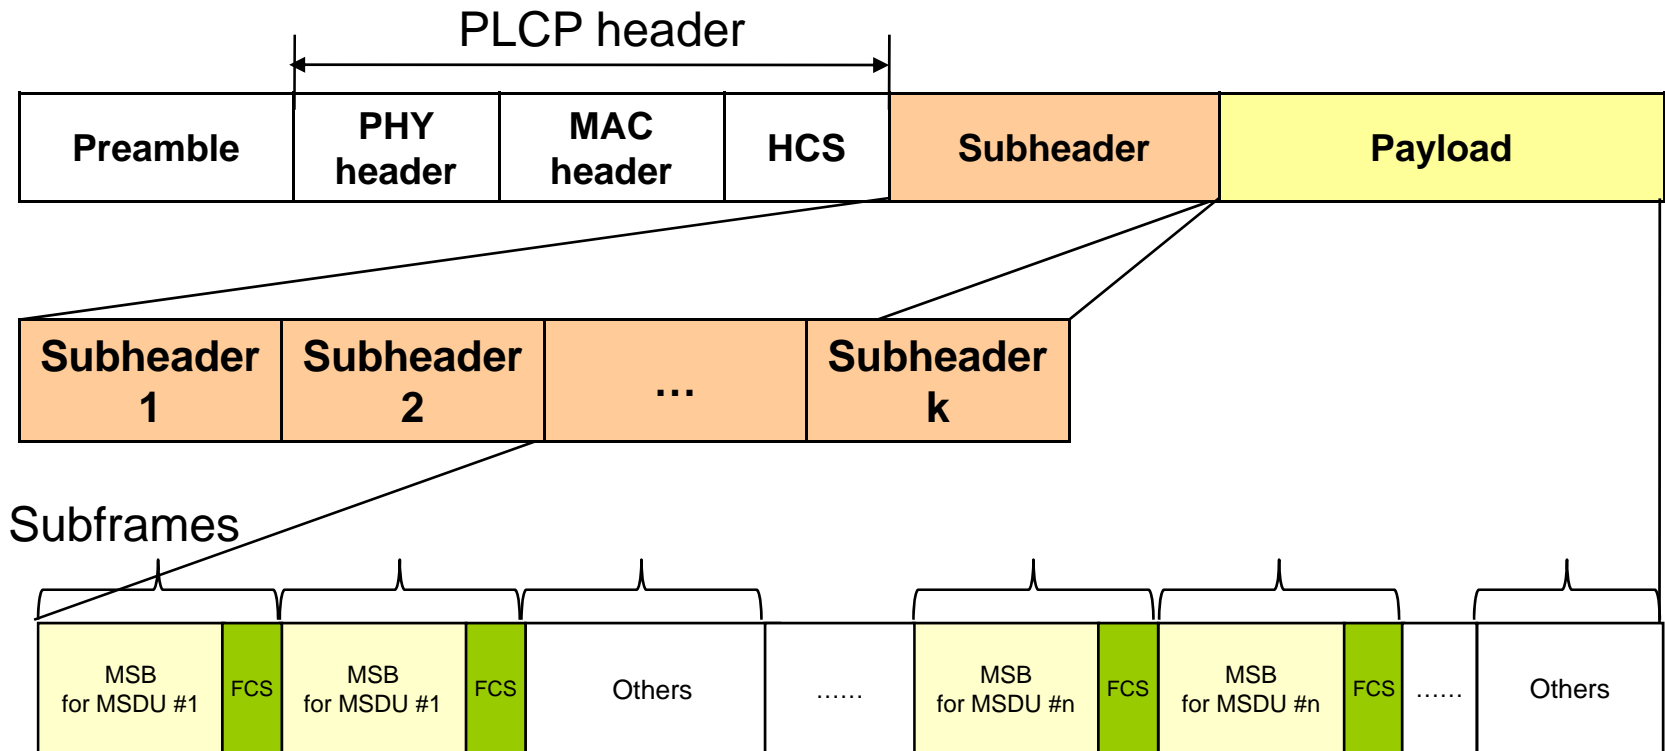 PLCP header
Preamble
PHY
header
MAC
header
HCS
Subheader
Payload
Subheader
1
Subheader
2
...
Subheader
k
Subframes
MSB
for MSDU #1
FCS
MSB
for MSDU #1
FCS
Others
......
MSB
for MSDU #n
FCS
MSB
for MSDU #n
FCS
......
Others